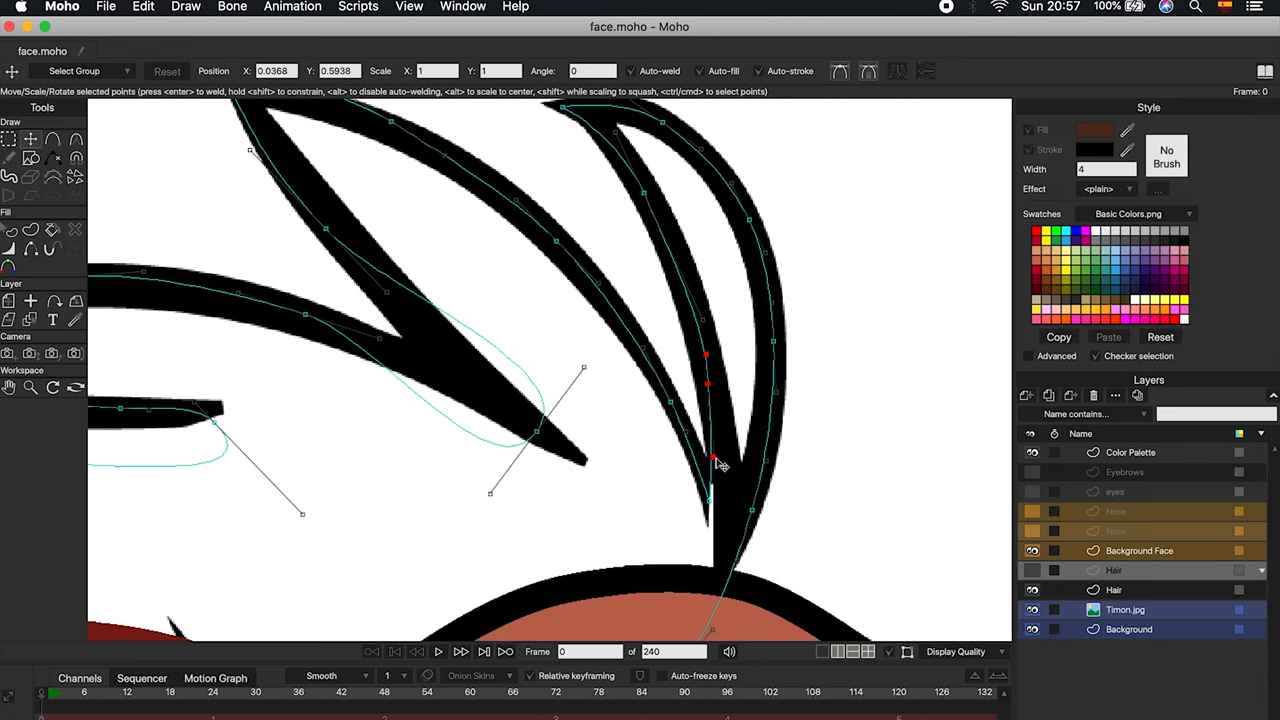 Moho File Edit Draw Bone Animation Scripts View Window Help 100% Sun 20:57
face.moho - Moho
face.moho
Select Group Reset Position X: 0.0368 Y: 0.5938 Scale X: 1 Y: 1 Angle: 0 Auto-weld Auto-fill Auto-stroke
Move/Scale/Rotate selected points (press <enter> to weld, hold <shift> to constrain, <alt> to disable auto-welding, <alt> to scale to center, <shift> while scaling to squash, <ctrl/cmd> to select points) Frame: 0
Tools
Draw
Fill
Layer
Workspace
Style
Fill
Stroke
No Brush
Width 4
Effect <plain> ...
Swatches Basic Colors.png
Copy Paste Reset
Advanced Checker selection
Layers
Name contains...
Name
Color Palette
Eyebrows
eyes
Nose
Nose
Background Face
Hair
Hair
Timon.jpg
Background
Frame 0 of 240 Display Quality
Channels Sequencer Motion Graph Smooth 1 Onion Skins Relative keyframing Auto-freeze keys
0 6 12 18 24 30 36 42 48 54 60 66 72 78 84 90 96 102 108 114 120 126 132
1 2 3 4 5